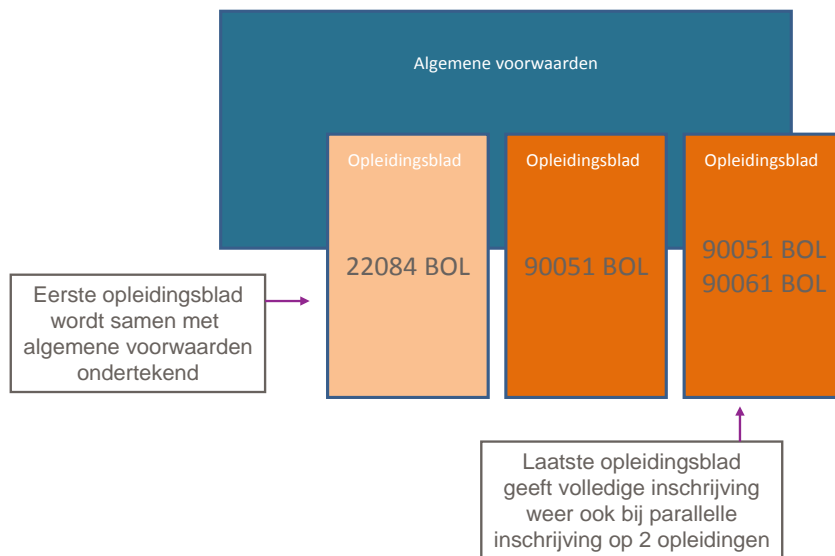 Algemene voorwaarden
Opleidingsblad
22084 BOL
Opleidingsblad
90051 BOL
Opleidingsblad
90051 BOL
90061 BOL
Eerste opleidingsblad
wordt samen met
algemene voorwaarden
ondertekend
Laatste opleidingsblad
geeft volledige inschrijving
weer ook bij parallelle
inschrijving op 2 opleidingen